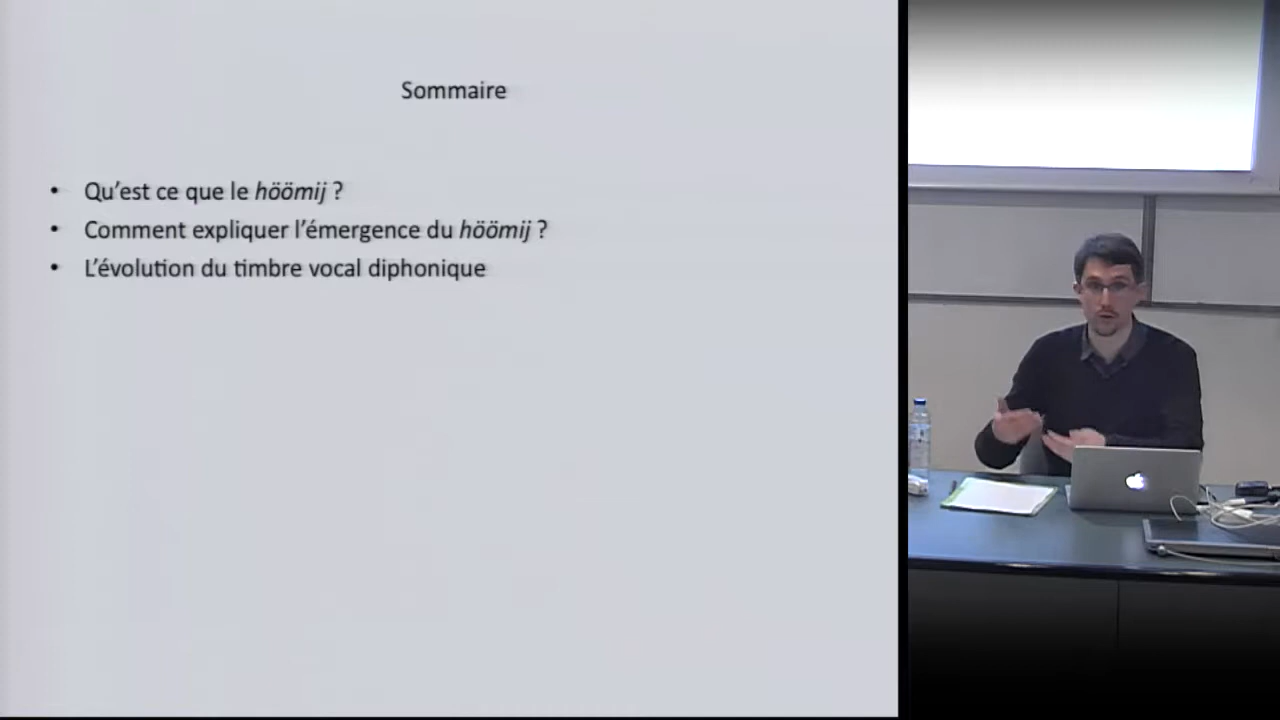 Sommaire
• Qu’est ce que le höömij ?
• Comment expliquer l’émergence du höömij ?
• L’évolution du timbre vocal diphonique